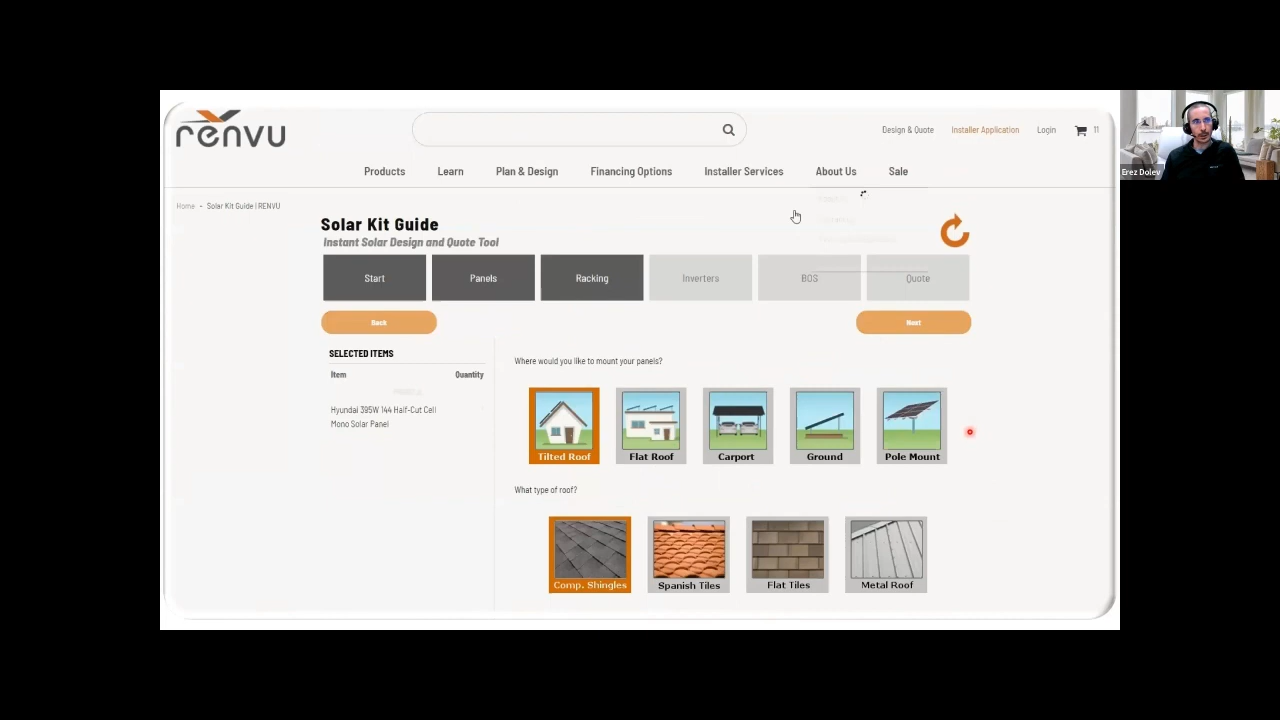 renvu
Design & Quote
Installer Application
Login
11
Products
Learn
Plan & Design
Financing Options
Installer Services
About Us
Sale
Home - Solar Kit Guide | RENVU
Solar Kit Guide
Instant Solar Design and Quote Tool
Start
Panels
Racking
Inverters
BOS
Quote
Back
Next
SELECTED ITEMS
Item
Quantity
Hyundai 395W 144 Half-Cut Cell
Mono Solar Panel
Where would you like to mount your panels?
Tilted Roof
Flat Roof
Carport
Ground
Pole Mount
What type of roof?
Comp. Shingles
Spanish Tiles
Flat Tiles
Metal Roof
Erez Dolev